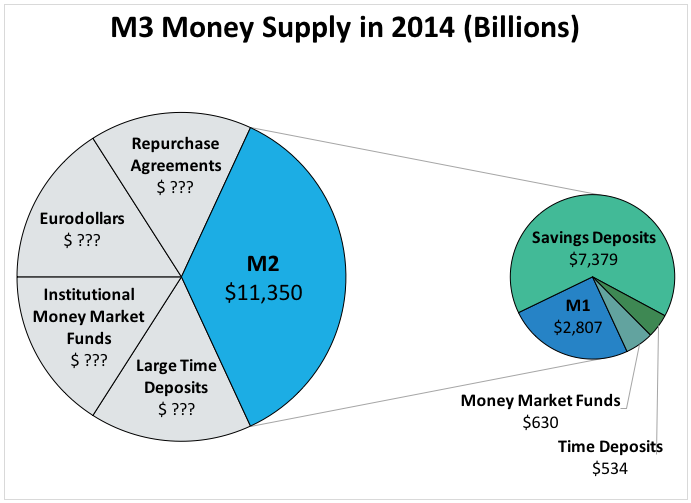 M3 Money Supply in 2014 (Billions)
Repurchase
Agreements
$ ???
Eurodollars
$ ???
Institutional
Money Market
Funds
$ ???
Large Time
Deposits
$ ???
M2
$11,350
Savings Deposits
$7,379
M1
$2,807
Money Market Funds
$630
Time Deposits
$534